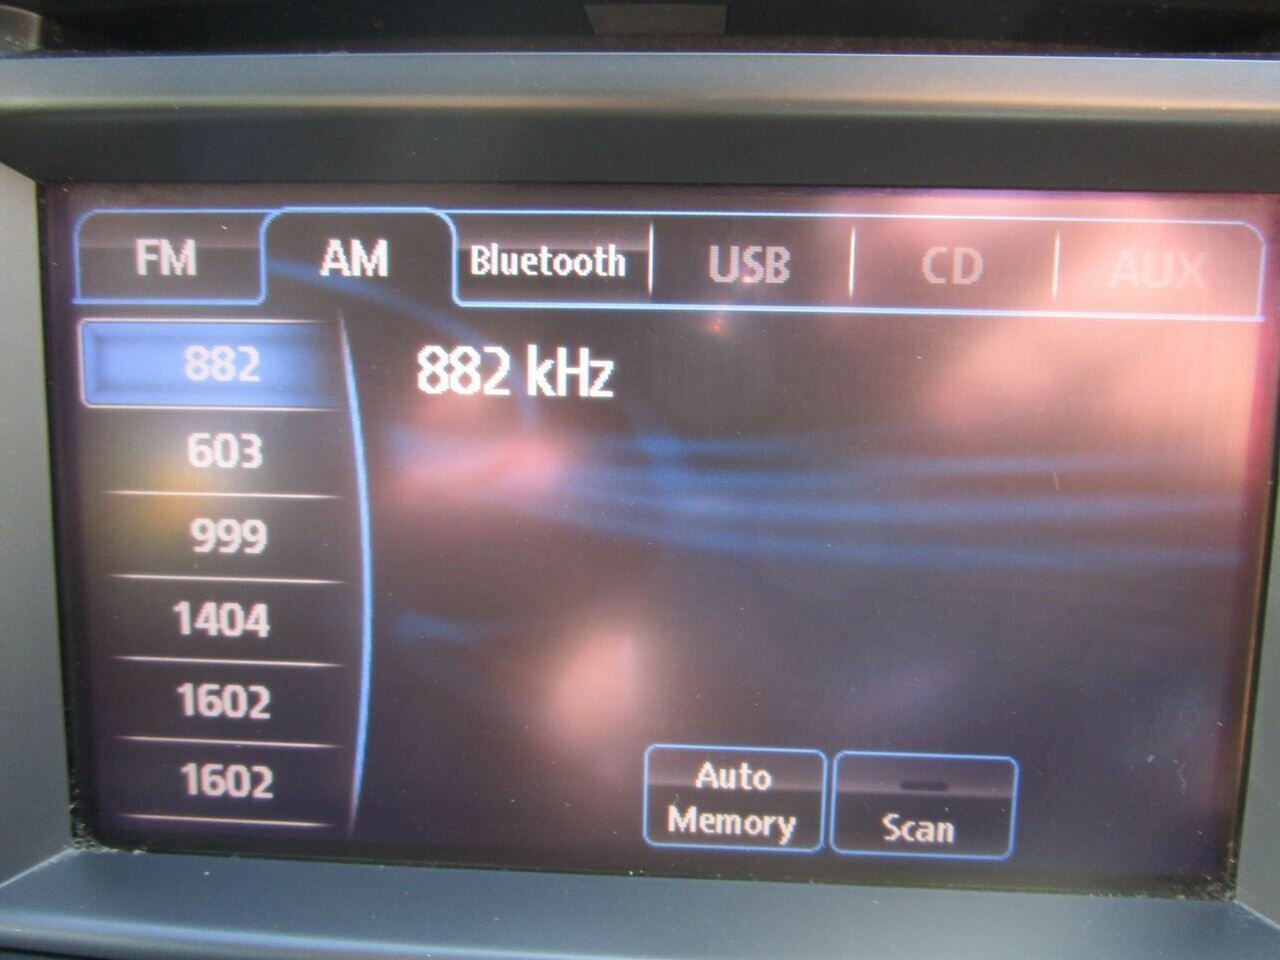 FM AM Bluetooth USB CD AUX
882
882 kHz
603
999
1404
1602
1602
Auto
Memory
Scan